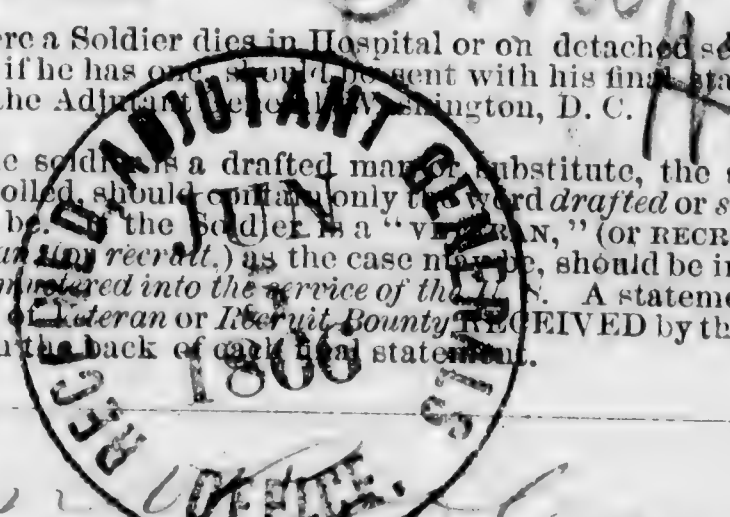 re a Soldier dies in Hospital or on detached se
if he has one, should be sent with his final sta
the Adjutant General, Washington, D. C.
e soldier is a drafted man or substitute, the s
olled, should contain only the word drafted or s
be. If the Soldier is a “VETERAN,” (or RECR
recruit,) as the case may be, should be in
mustered into the service of the U. S. A stateme
of Veteran or Recruit Bounty RECEIVED by th
n the back of each final statement.
RECEIVED, ADJUTANT GENERAL'S
JUN
1866
OFFICE.